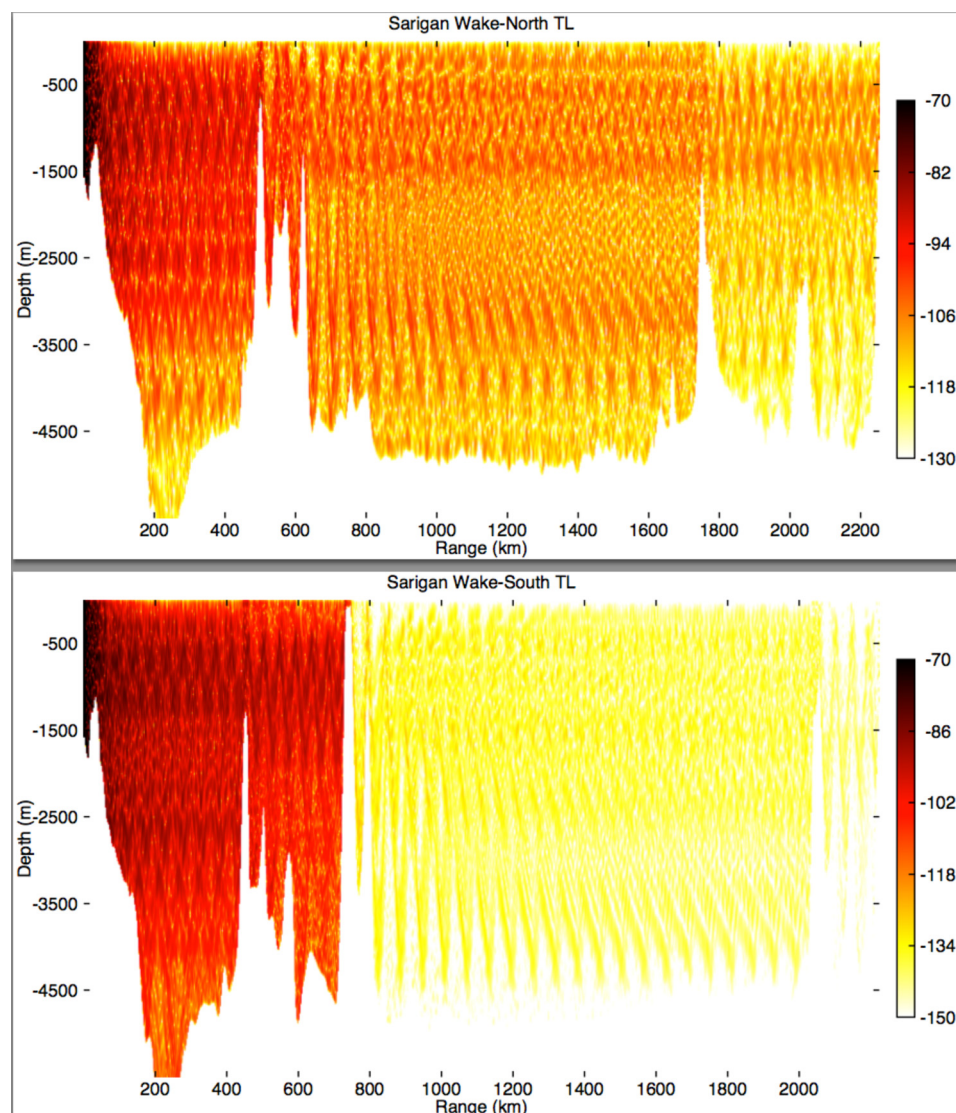 Sarigan Wake-North TL
-500
-1500
-2500
-3500
-4500
Depth (m)
200 400 600 800 1000 1200 1400 1600 1800 2000 2200
Range (km)
-70
-82
-94
-106
-118
-130
Sarigan Wake-South TL
-500
-1500
-2500
-3500
-4500
Depth (m)
200 400 600 800 1000 1200 1400 1600 1800 2000
Range (km)
-70
-86
-102
-118
-134
-150